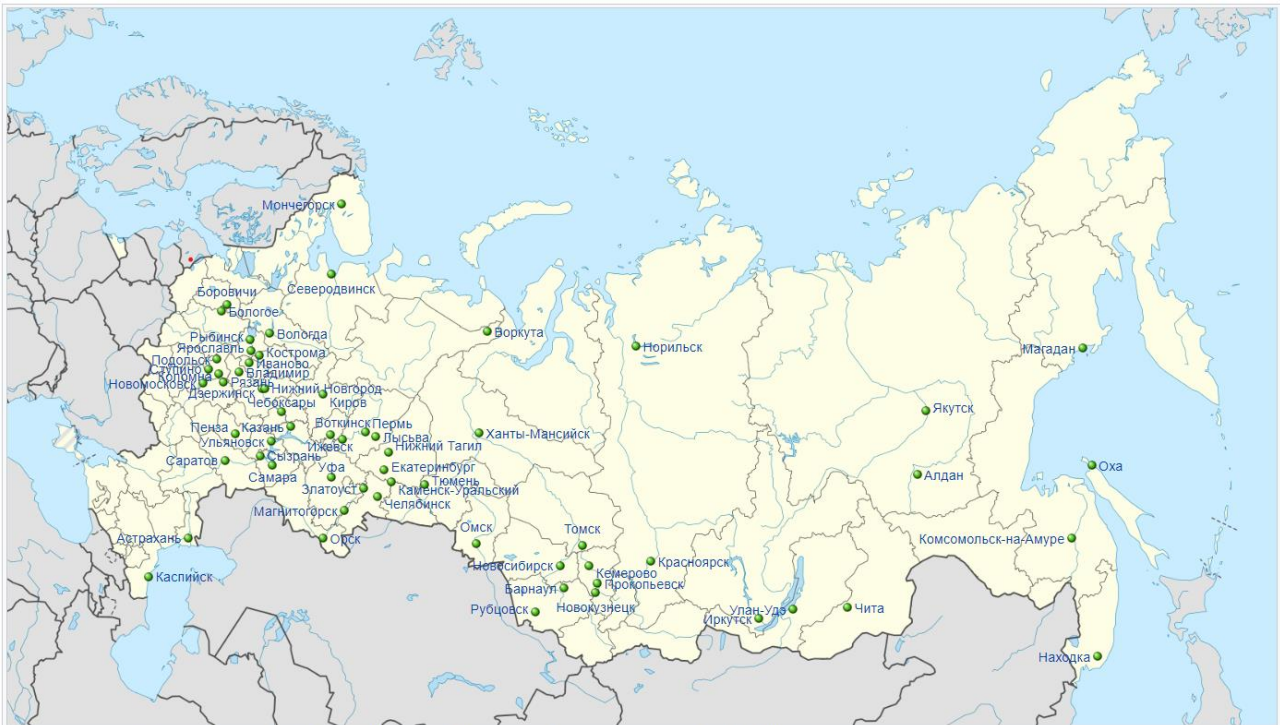 Мончегорск
Северодвинск
Боровичи
Бологое
Воркута
Вологда
Рыбинск
Норильск
Ярославль
Магадан
Кострома
Подольск
Иваново
Ступино
Владимир
Коломна
Новомосковск
Рязань
Дзержинск
Нижний Новгород
Киров
Чебоксары
Якутск
Пенза
Казань
Воткинск
Пермь
Ханты-Мансийск
Лысьва
Ульяновск
Ижевск
Нижний Тагил
Сызрань
Саратов
Уфа
Екатеринбург
Оха
Самара
Тюмень
Алдан
Златоуст
Каменск-Уральский
Челябинск
Магнитогорск
Омск
Томск
Астрахань
Орск
Комсомольск-на-Амуре
Красноярск
Новосибирск
Кемерово
Каспийск
Прокопьевск
Барнаул
Рубцовск
Новокузнецк
Улан-Удэ
Чита
Иркутск
Находка